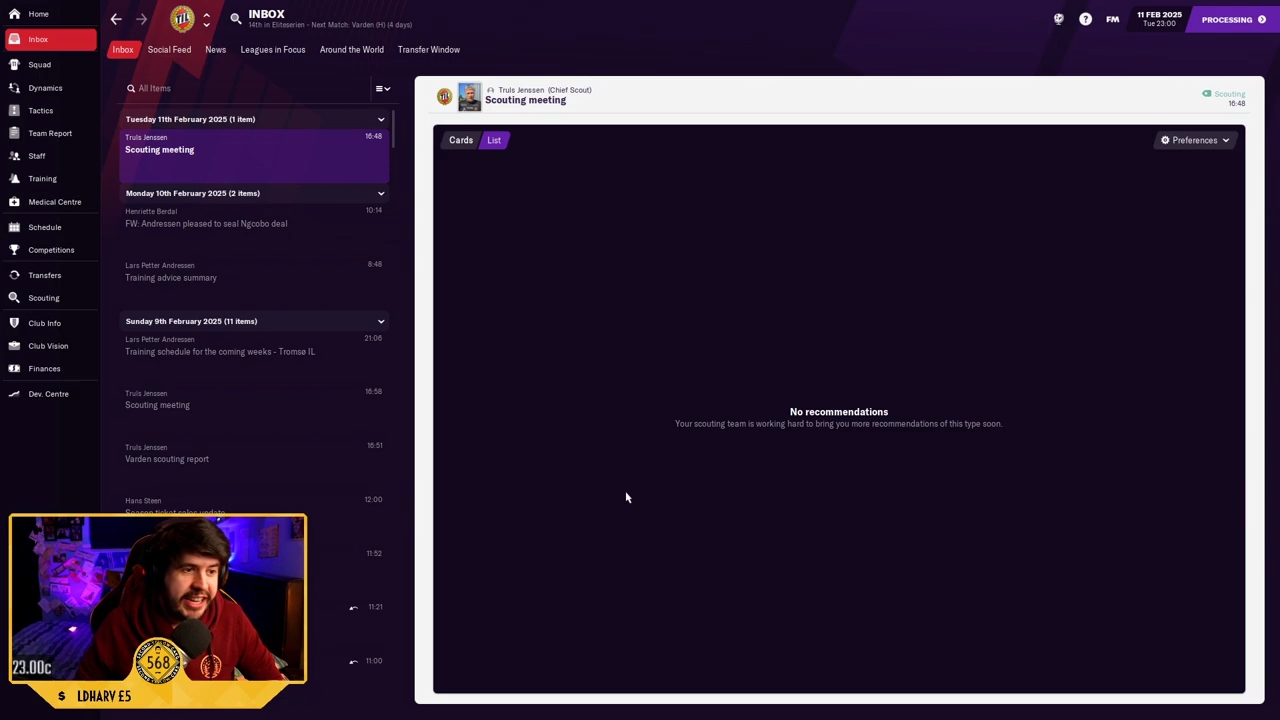 Home
Inbox
Squad
Dynamics
Tactics
Team Report
Staff
Training
Medical Centre
Schedule
Competitions
Transfers
Scouting
Club Info
Club Vision
Finances
Dev. Centre
TIL
INBOX
14th in Eliteserien - Next Match: Varden (H) (4 days)
FM
11 FEB 2025
Tue 23:00
PROCESSING
Inbox
Social Feed
News
Leagues in Focus
Around the World
Transfer Window
All Items
Tuesday 11th February 2025 (1 item)
Truls Jenssen 16:48
Scouting meeting
Monday 10th February 2025 (2 items)
Henriette Berdal 10:14
FW: Andressen pleased to seal Ngcobo deal
Lars Petter Andressen 8:48
Training advice summary
Sunday 9th February 2025 (11 items)
Lars Petter Andressen 21:06
Training schedule for the coming weeks - Tromsø IL
Truls Jenssen 16:58
Scouting meeting
Truls Jenssen 16:51
Varden scouting report
Hans Steen 12:00
Season ticket sales update
11:52
11:21
11:00
Truls Jenssen (Chief Scout)
Scouting meeting
Scouting
16:48
Cards
List
Preferences
No recommendations
Your scouting team is working hard to bring you more recommendations of this type soon.
23.00c
568
$ LDHARY £5